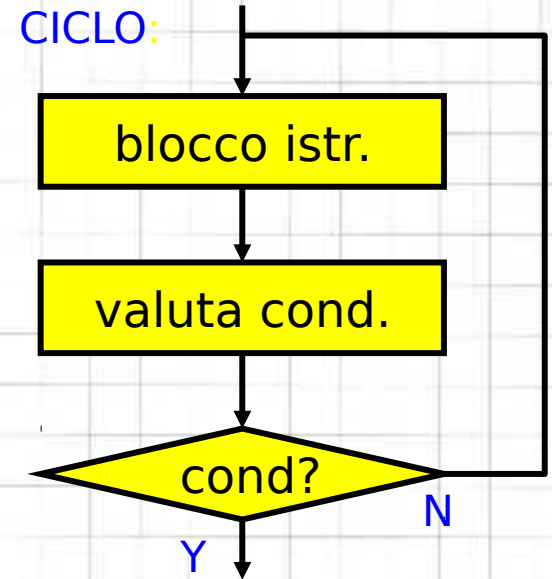 CICLO:
blocco istr.
valuta cond.
cond?
N
Y